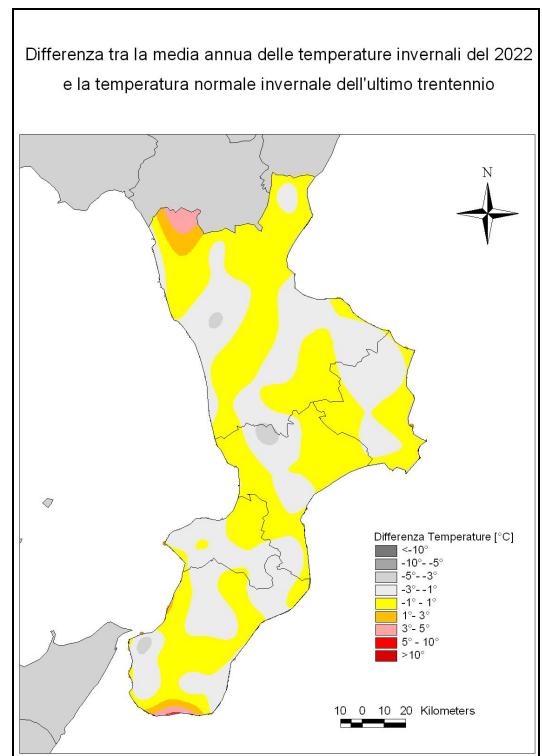 Differenza tra la media annua delle temperature invernali del 2022
e la temperatura normale invernale dell'ultimo trentennio
N
Differenza Temperature [°C]
<-10°
-10°- -5°
-5°- -3°
-3°- -1°
-1° - 1°
1° - 3°
3° - 5°
5° - 10°
>10°
10 0 10 20 Kilometers